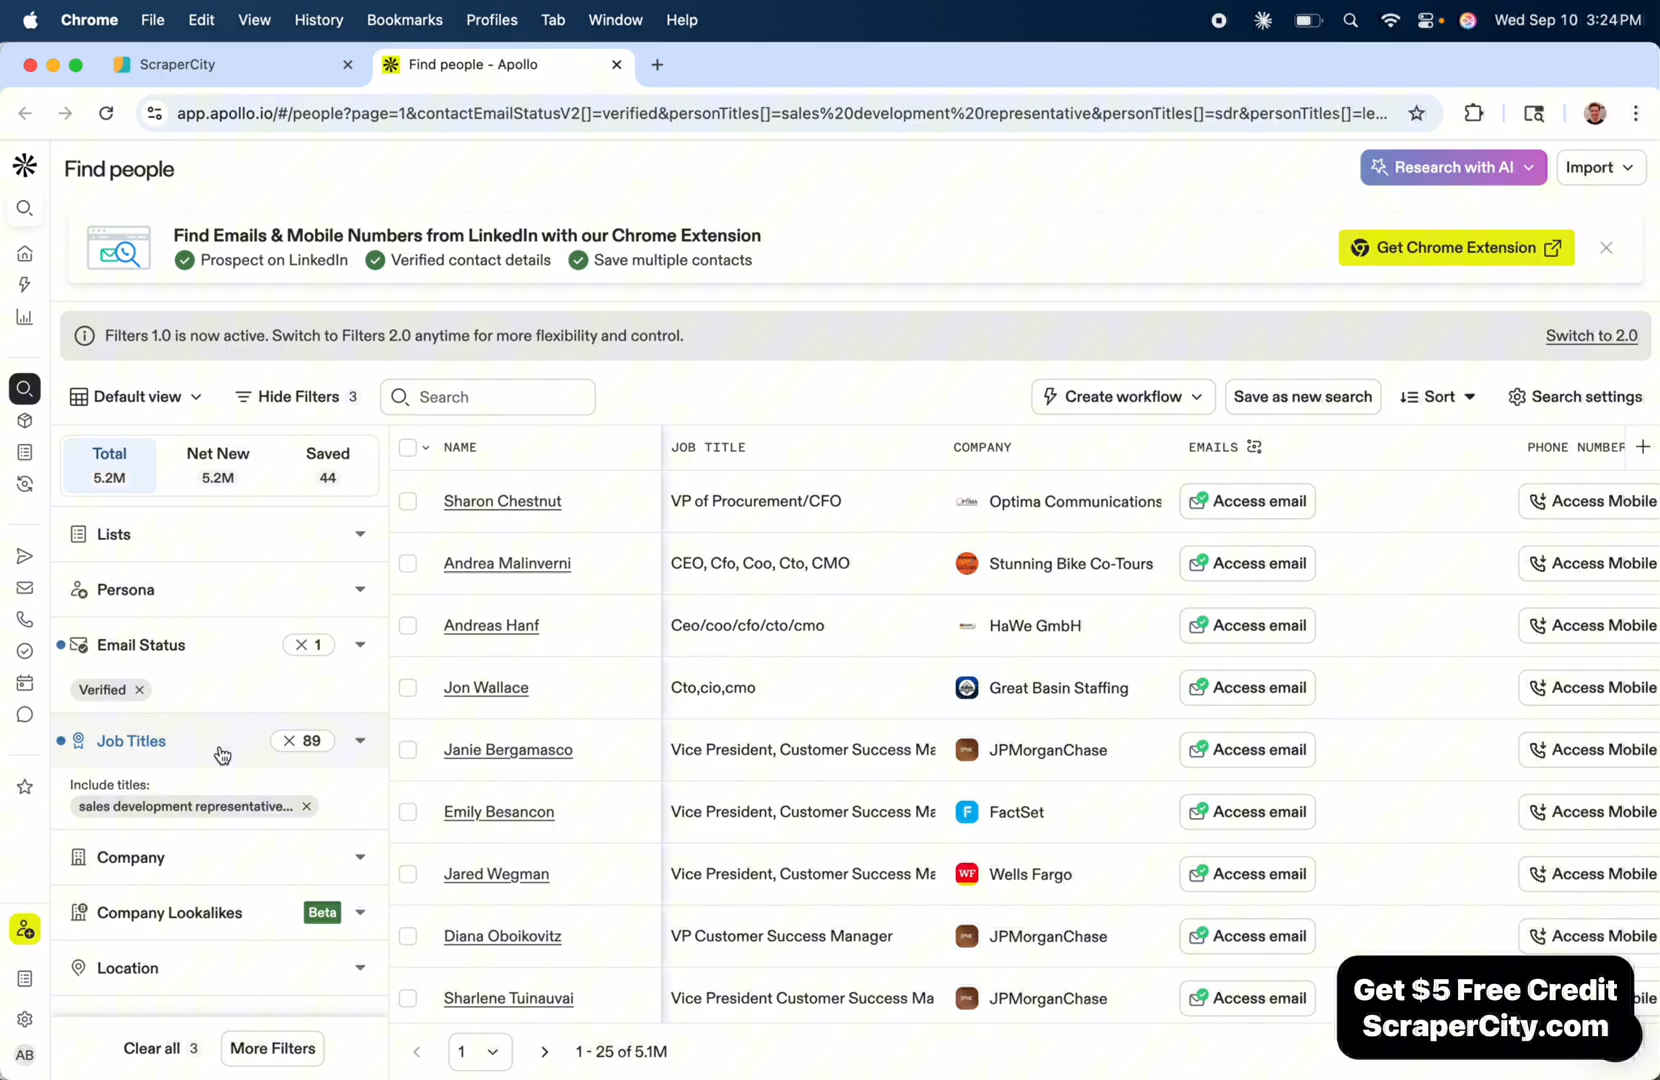 Chrome File Edit View History Bookmarks Profiles Tab Window Help Wed Sep 10 3:24 PM
ScraperCity
Find people - Apollo
app.apollo.io/#/people?page=1&contactEmailStatusV2[]=verified&personTitles[]=sales%20development%20representative&personTitles[]=sdr&personTitles[]=le...
Find people
Research with AI
Import
Find Emails & Mobile Numbers from LinkedIn with our Chrome Extension
Prospect on LinkedIn Verified contact details Save multiple contacts
Get Chrome Extension
Filters 1.0 is now active. Switch to Filters 2.0 anytime for more flexibility and control.
Switch to 2.0
Default view Hide Filters 3 Search Create workflow Save as new search Sort Search settings
Total Net New Saved
5.2M 5.2M 44
Lists
Persona
Email Status 1
Verified
Job Titles 89
Include titles:
sales development representative...
Company
Company Lookalikes Beta
Location
Clear all 3 More Filters
NAME JOB TITLE COMPANY EMAILS PHONE NUMBER
Sharon Chestnut VP of Procurement/CFO Optima Communications Access email Access Mobile
Andrea Malinverni CEO, Cfo, Coo, Cto, CMO Stunning Bike Co-Tours Access email Access Mobile
Andreas Hanf Ceo/coo/cfo/cto/cmo HaWe GmbH Access email Access Mobile
Jon Wallace Cto,cio,cmo Great Basin Staffing Access email Access Mobile
Janie Bergamasco Vice President, Customer Success Ma JPMorganChase Access email Access Mobile
Emily Besancon Vice President, Customer Success Ma F FactSet Access email Access Mobile
Jared Wegman Vice President, Customer Success Ma WF Wells Fargo Access email Access Mobile
Diana Oboikovitz VP Customer Success Manager JPMorganChase Access email Access Mobile
Sharlene Tuinauvai Vice President Customer Success Ma JPMorganChase Access email bile
1 1 - 25 of 5.1M
AB
Get $5 Free Credit
ScraperCity.com